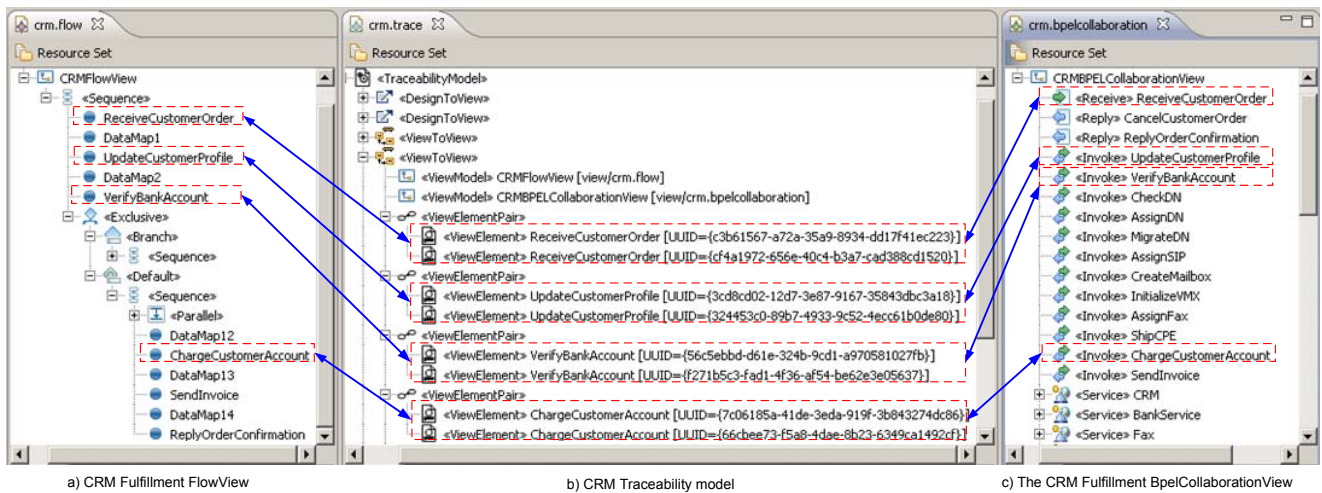 crm.flow
Resource Set
CRMFlowView
«Sequence»
ReceiveCustomerOrder
DataMap1
UpdateCustomerProfile
DataMap2
VerifyBankAccount
«Exclusive»
«Branch»
«Sequence»
«Default»
«Sequence»
«Parallel»
DataMap12
ChargeCustomerAccount
DataMap13
SendInvoice
DataMap14
ReplyOrderConfirmation
a) CRM Fulfillment FlowView
crm.trace
Resource Set
«TraceabilityModel»
«DesignToView»
«DesignToView»
«ViewToView»
«ViewToView»
«ViewModel» CRMFlowView [view/crm.flow]
«ViewModel» CRMBPELCollaborationView [view/crm.bpelcollaboration]
«ViewElementPair»
«ViewElement» ReceiveCustomerOrder [UUID={c3b61567-a72a-35a9-8934-dd17f41ec223}]
«ViewElement» ReceiveCustomerOrder [UUID={cf4a1972-656e-40c4-b3a7-cad388cd1520}]
«ViewElementPair»
«ViewElement» UpdateCustomerProfile [UUID={3cd8cd02-12d7-3e87-9167-35843dbc3a18}]
«ViewElement» UpdateCustomerProfile [UUID={324453c0-89b7-4933-9c52-4ecc61b0de80}]
«ViewElementPair»
«ViewElement» VerifyBankAccount [UUID={56c5ebbd-d61e-324b-9cd1-a970581027fb}]
«ViewElement» VerifyBankAccount [UUID={f271b5c3-fad1-4f36-af54-be62e3e05637}]
«ViewElementPair»
«ViewElement» ChargeCustomerAccount [UUID={7c06185a-41de-3eda-919f-3b843274dc86}
«ViewElement» ChargeCustomerAccount [UUID={66cbee73-f5a8-4dae-8b23-6349ca1492cf}]
b) CRM Traceability model
crm.bpelcollaboration
Resource Set
CRMBPELCollaborationView
«Receive» ReceiveCustomerOrder
«Reply» CancelCustomerOrder
«Reply» ReplyOrderConfirmation
«Invoke» UpdateCustomerProfile
«Invoke» VerifyBankAccount
«Invoke» CheckDN
«Invoke» AssignDN
«Invoke» MigrateDN
«Invoke» AssignSIP
«Invoke» CreateMailbox
«Invoke» InitializeVMX
«Invoke» AssignFax
«Invoke» ShipCPE
«Invoke» ChargeCustomerAccount
«Invoke» SendInvoice
«Service» CRM
«Service» BankService
«Service» Fax
c) The CRM Fulfillment BpelCollaborationView